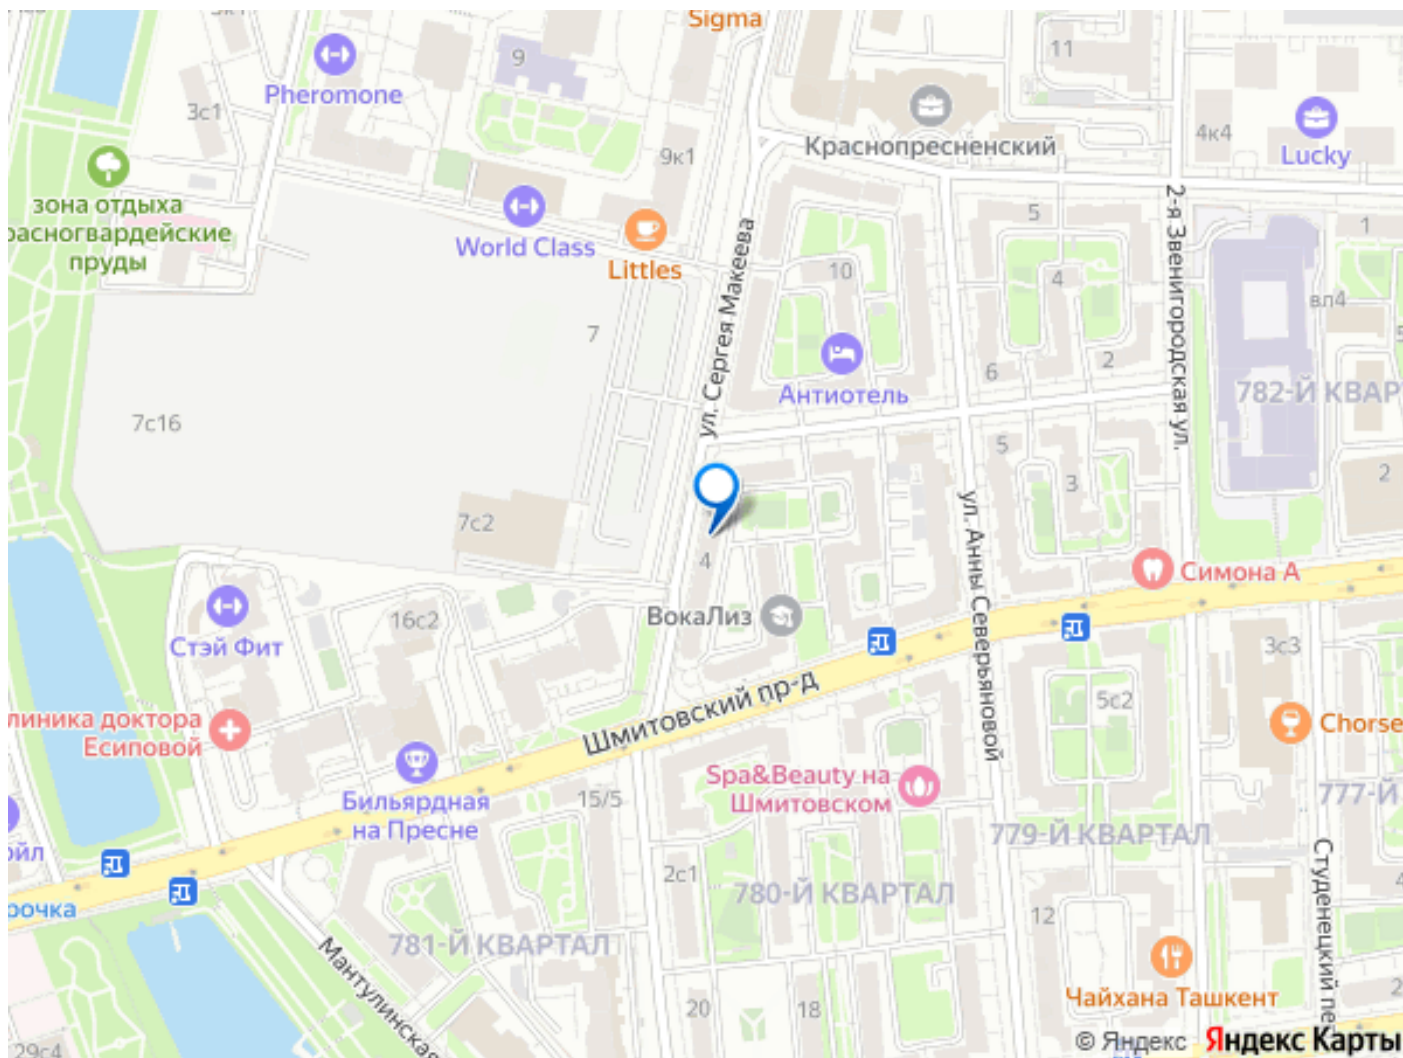 Sigma
9
11
Pheromone
3с1
Краснопресненский
4к4
Lucky
9к1
зона отдыха
расногвардейские
пруды
World Class
Littles
ул. Сергея Макеева
10
5
4
2-я Звенигородская ул.
1
вл4
7
6
2
Антиотель
782-Й КВАР
7с16
5
3
2
7с2
4
ул. Анны Северьяновой
Симона А
Стэй Фит
16с2
ВокаЛиз
3с3
Шмитовский пр-д
5с2
линика доктора
Есиповой
Chorse
Бильярдная
на Пресне
15/5
Spa&Beauty на
Шмитовском
777-Й
779-Й КВАРТАЛ
ойл
2с1
780-Й КВАРТАЛ
Студенецкий пе
рочка
781-Й КВАРТАЛ
12
Мантулинская
20
18
Чайхана Ташкент
29с4
© Яндекс Яндекс Карты